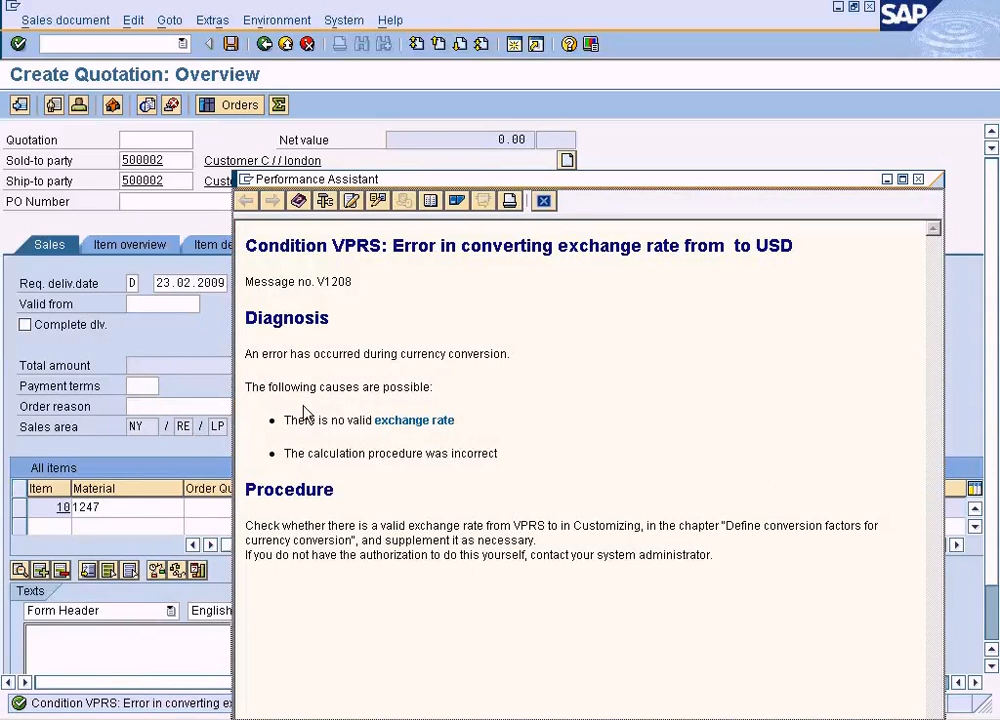 Sales document Edit Goto Extras Environment System Help
SAP
Create Quotation: Overview
Orders
Quotation
Net value 0.00
Sold-to party 500002 Customer C / / london
Ship-to party 500002 Cust
PO Number
Performance Assistant
Sales Item overview Item de
Req. deliv.date D 23.02.2009
Valid from
Complete dlv.
Total amount
Payment terms
Order reason
Sales area NY / RE / LP
All items
Item Material Order Qu
10 1247
Texts
Form Header English
Condition VPRS: Error in converting e
Condition VPRS: Error in converting exchange rate from to USD
Message no. V1208
Diagnosis
An error has occurred during currency conversion.
The following causes are possible:
• There is no valid exchange rate
• The calculation procedure was incorrect
Procedure
Check whether there is a valid exchange rate from VPRS to in Customizing, in the chapter "Define conversion factors for
currency conversion", and supplement it as necessary.
If you do not have the authorization to do this yourself, contact your system administrator.